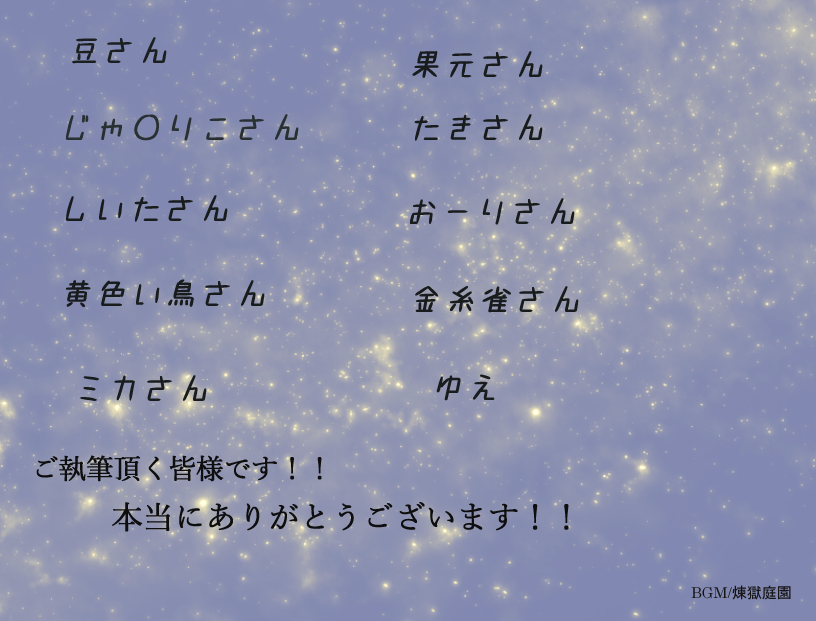 豆さん
果元さん
じゃ〇りこさん
たきさん
しいたさん
おーりさん
黄色い鳥さん
金糸雀さん
ミカさん
ゆえ
ご執筆頂く皆様です！！
本当にありがとうございます！！
BGM/煉獄庭園